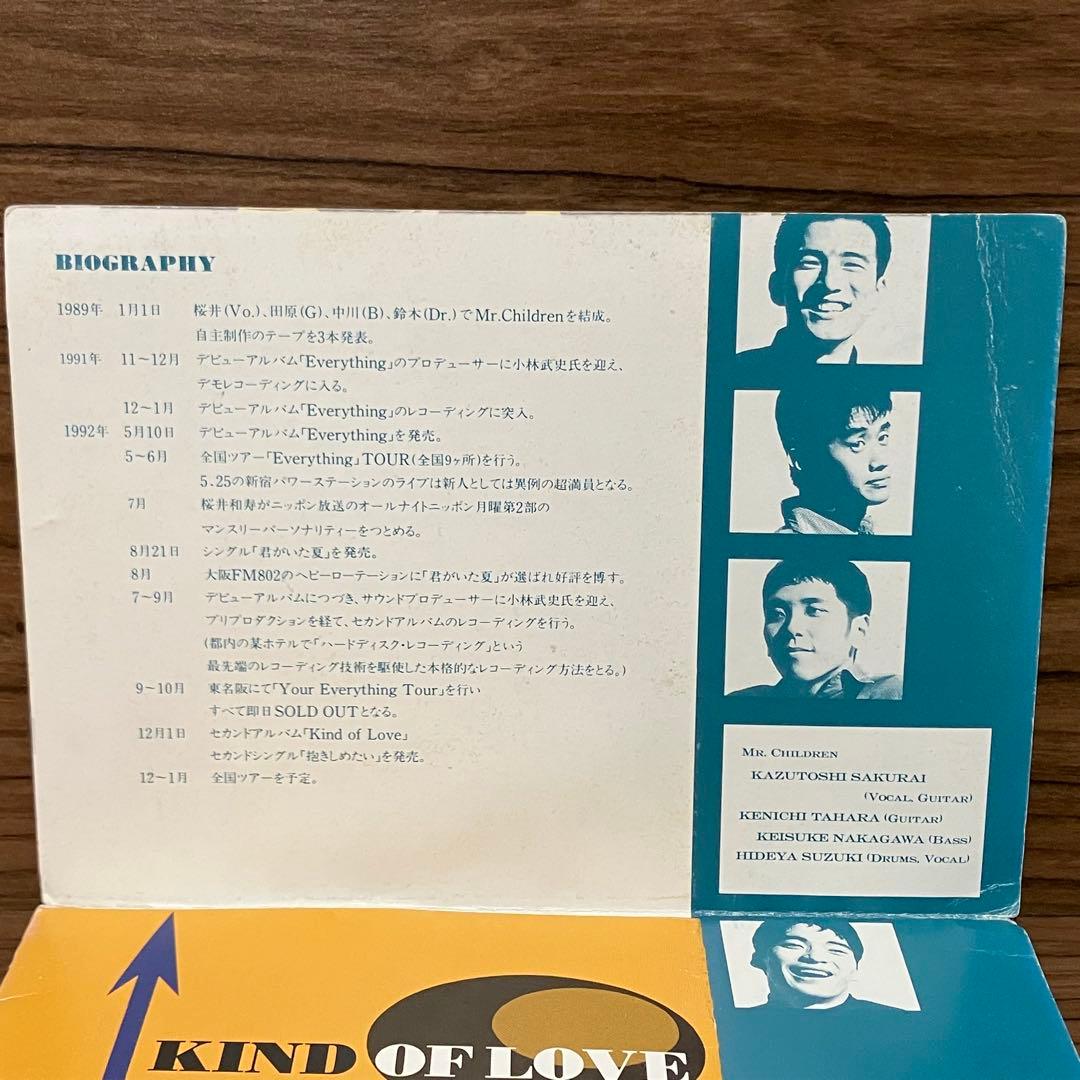 BIOGRAPHY
1989年 1月1日 桜井(Vo.)、田原(G)、中川(B)、鈴木(Dr.)でMr.Childrenを結成。
自主制作のテープを3本発表。
1991年 11〜12月 デビューアルバム「Everything」のプロデューサーに小林武史氏を迎え、
デモレコーディングに入る。
12〜1月 デビューアルバム「Everything」のレコーディングに突入。
1992年 5月10日 デビューアルバム「Everything」を発売。
5〜6月 全国ツアー「Everything」TOUR(全国9ヶ所)を行う。
5.25の新宿パワーステーションのライブは新人としては異例の超満員となる。
7月 桜井和寿がニッポン放送のオールナイトニッポン月曜第2部の
マンスリーパーソナリティーをつとめる。
8月21日 シングル「君がいた夏」を発売。
8月 大阪FM802のヘビーローテーションに「君がいた夏」が選ばれ好評を博す。
7〜9月 デビューアルバムにつづき、サウンドプロデューサーに小林武史氏を迎え、
プリプロダクションを経て、セカンドアルバムのレコーディングを行う。
(都内の某ホテルで「ハードディスク・レコーディング」という
最先端のレコーディング技術を駆使した本格的なレコーディング方法をとる。)
9〜10月 東名阪にて「Your Everything Tour」を行い
すべて即日SOLD OUTとなる。
12月1日 セカンドアルバム「Kind of Love」
セカンドシングル「抱きしめたい」を発売。
12〜1月 全国ツアーを予定。
MR. CHILDREN
KAZUTOSHI SAKURAI
(VOCAL, GUITAR)
KENICHI TAHARA (GUITAR)
KEISUKE NAKAGAWA (BASS)
HIDEYA SUZUKI (DRUMS, VOCAL)
KIND OF LOVE